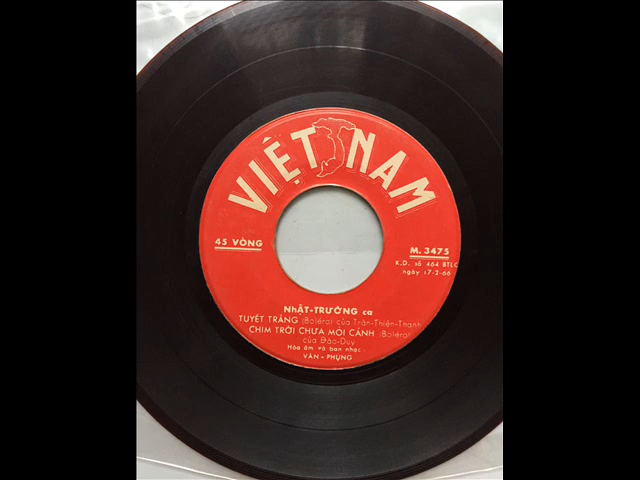 VIỆT NAM
45 VÒNG
M. 3475
K.D. số 464 BTLC
ngày 17-2-66
NHẬT-TRƯỜNG ca
TUYẾT TRẮNG (Boléro) của Trần-Thiện-Thanh
CHIM TRỜI CHƯA MỎI CÁNH (Boléro)
của Đào-Duy
Hòa âm và ban nhạc
VĂN-PHỤNG